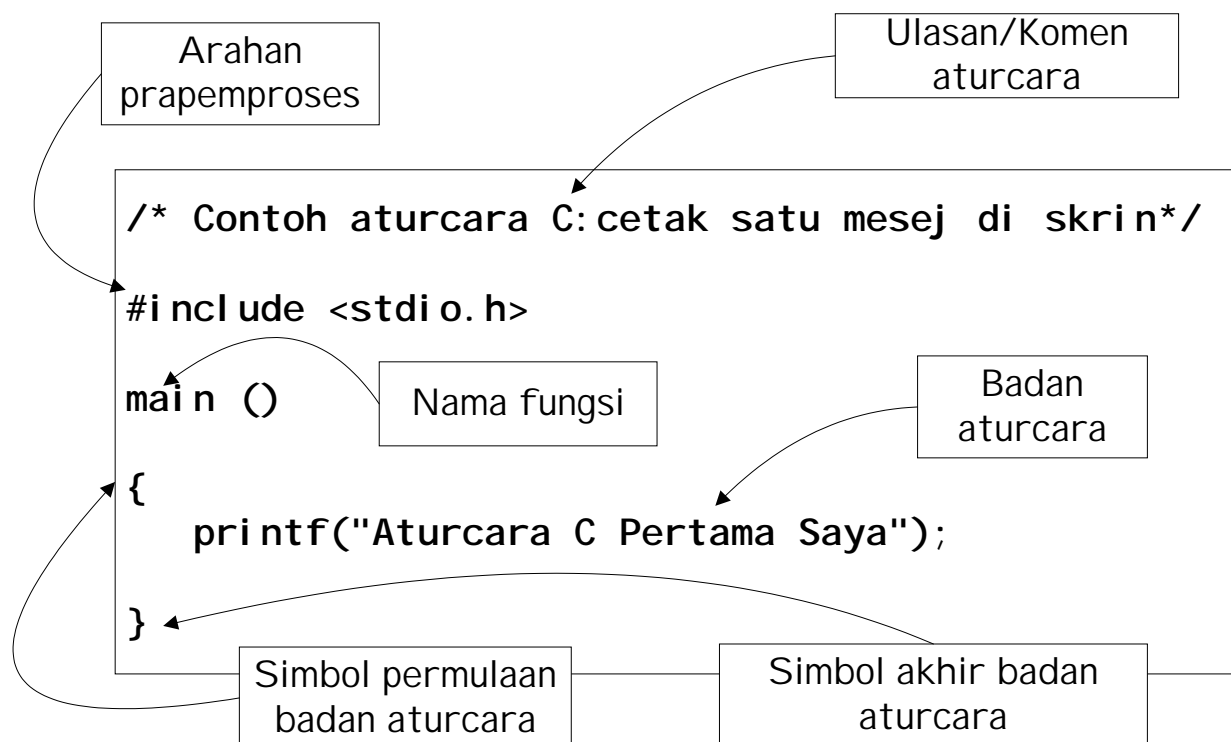 Arahan
prapemproses
Ulasan/Komen
aturcara
/* Contoh aturcara C:cetak satu mesej di skrin*/
#include <stdio.h>
main ()
Nama fungsi
Badan
aturcara
{
printf("Aturcara C Pertama Saya");
}
Simbol permulaan
badan aturcara
Simbol akhir badan
aturcara